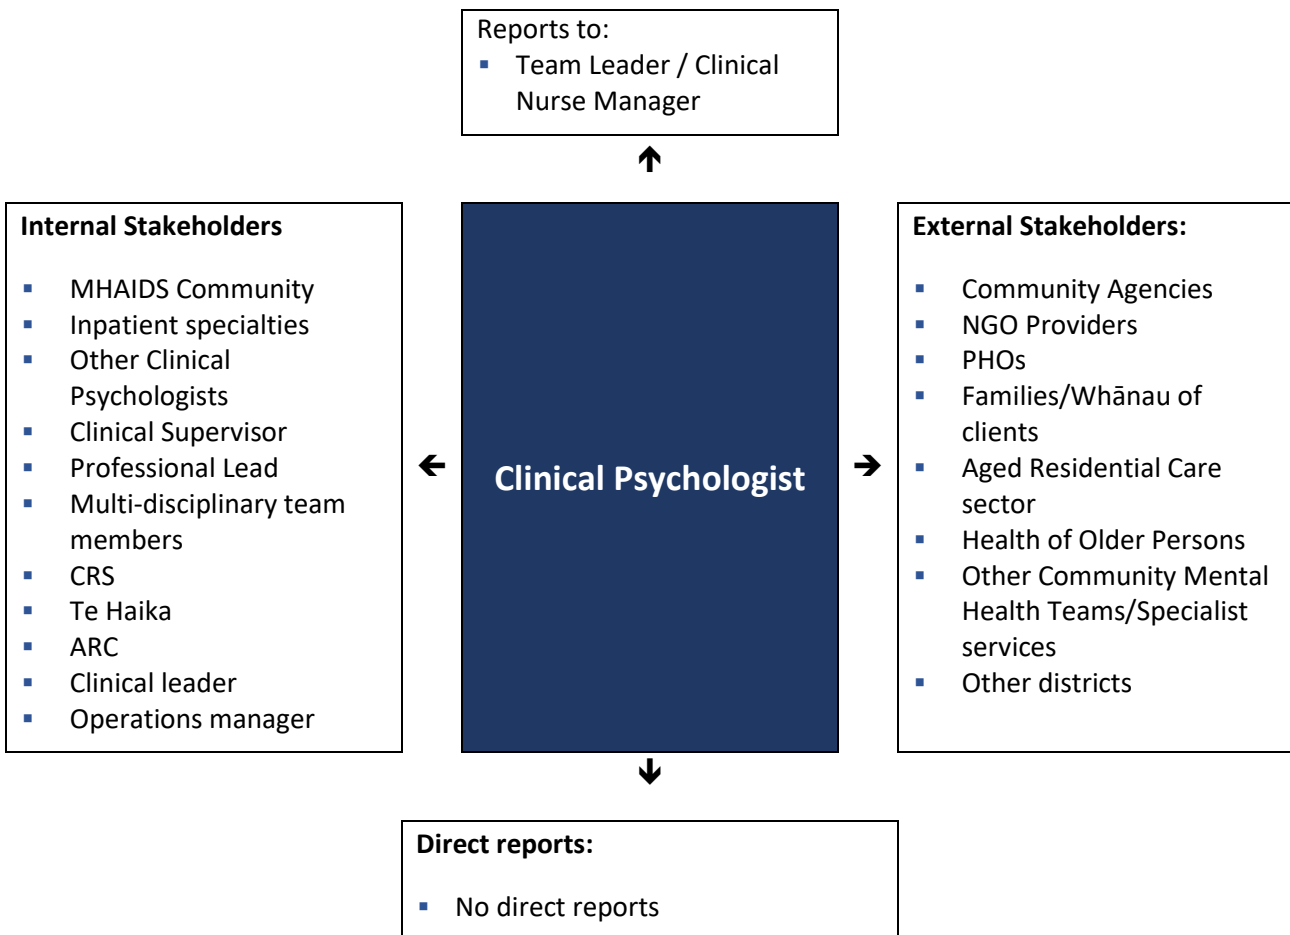 Reports to:
▪ Team Leader / Clinical
Nurse Manager
Internal Stakeholders
▪ MHAIDS Community
▪ Inpatient specialties
▪ Other Clinical
Psychologists
▪ Clinical Supervisor
▪ Professional Lead
▪ Multi-disciplinary team
members
▪ CRS
▪ Te Haika
▪ ARC
▪ Clinical leader
▪ Operations manager
Clinical Psychologist
External Stakeholders:
▪ Community Agencies
▪ NGO Providers
▪ PHOs
▪ Families/Whānau of
clients
▪ Aged Residential Care
sector
▪ Health of Older Persons
▪ Other Community Mental
Health Teams/Specialist
services
▪ Other districts
Direct reports:
▪ No direct reports